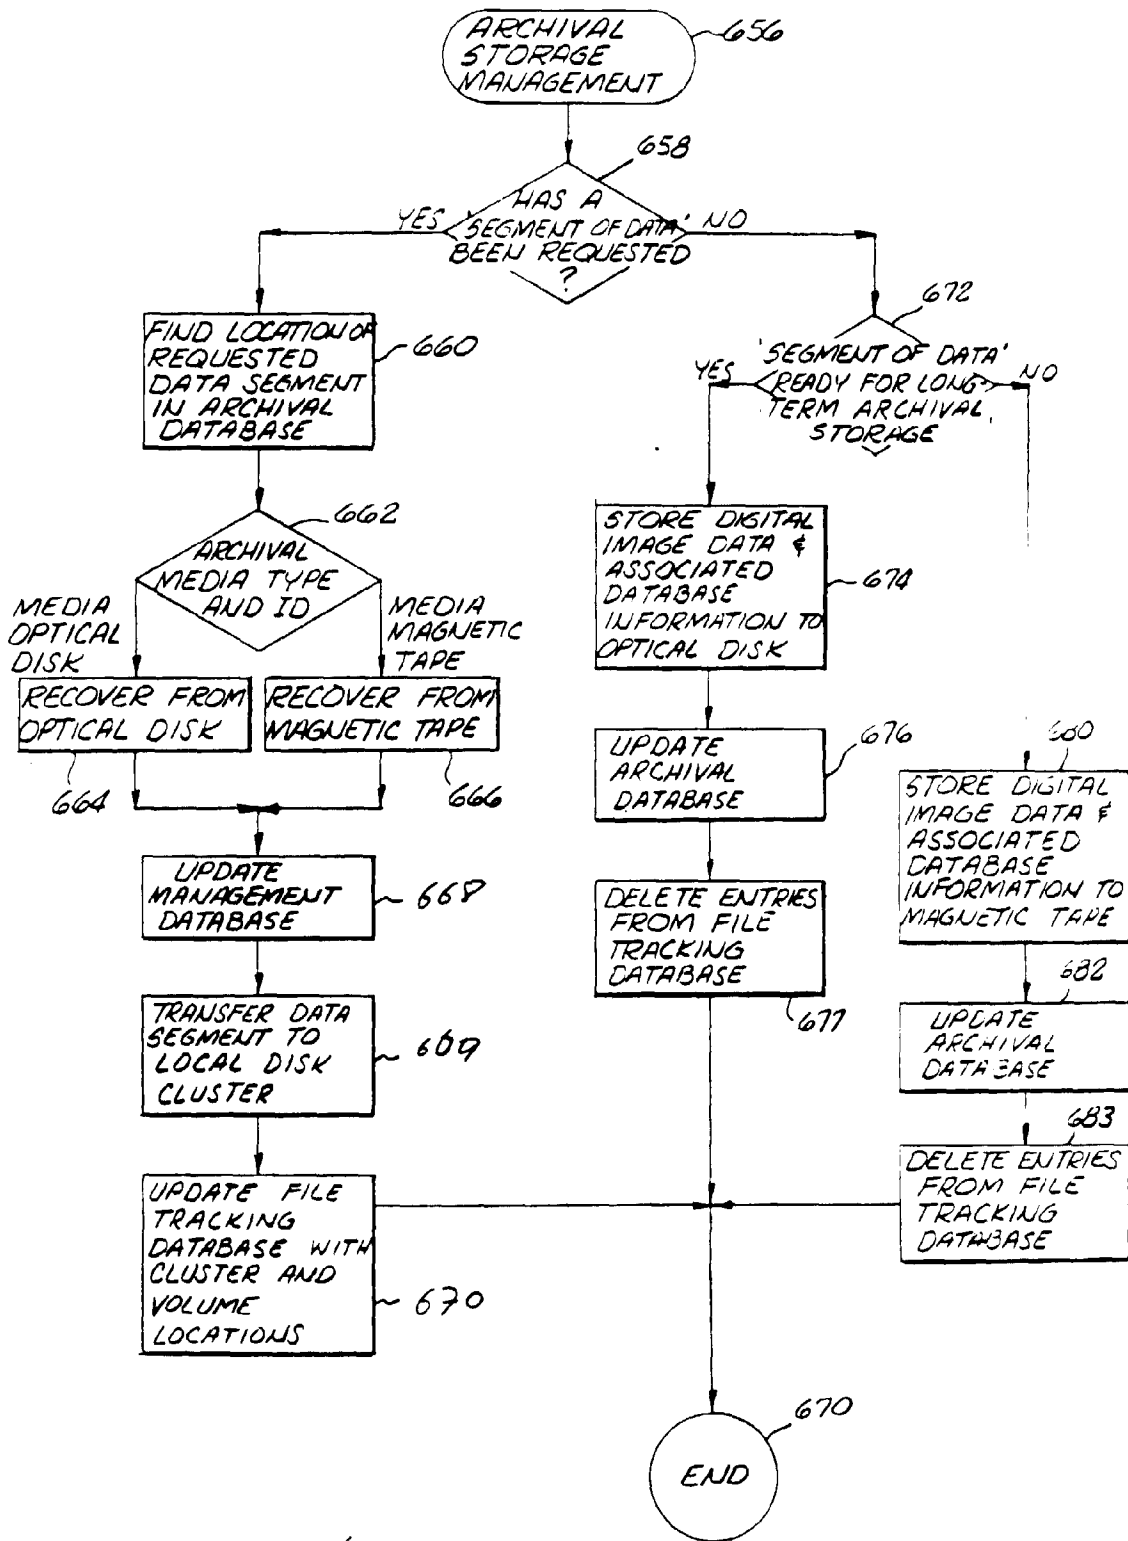 ARCHIVAL
STORAGE
MANAGEMENT
656
658
HAS A
'SEGMENT OF DATA'
BEEN REQUESTED
?
YES
NO
FIND LOCATION OF
REQUESTED
DATA SEGMENT
IN ARCHIVAL
DATABASE
660
662
ARCHIVAL
MEDIA TYPE
AND ID
MEDIA
OPTICAL
DISK
MEDIA
MAGNETIC
TAPE
RECOVER FROM
OPTICAL DISK
664
RECOVER FROM
MAGNETIC TAPE
666
UPDATE
MANAGEMENT
DATABASE
668
TRANSFER DATA
SEGMENT TO
LOCAL DISK
CLUSTER
609
UPDATE FILE
TRACKING
DATABASE WITH
CLUSTER AND
VOLUME
LOCATIONS
670
672
'SEGMENT OF DATA'
READY FOR LONG-
TERM ARCHIVAL
STORAGE
YES
NO
STORE DIGITAL
IMAGE DATA &
ASSOCIATED
DATABASE
INFORMATION TO
OPTICAL DISK
674
UPDATE
ARCHIVAL
DATABASE
676
DELETE ENTRIES
FROM FILE
TRACKING
DATABASE
677
680
STORE DIGITAL
IMAGE DATA &
ASSOCIATED
DATABASE
INFORMATION TO
MAGNETIC TAPE
682
UPDATE
ARCHIVAL
DATABASE
683
DELETE ENTRIES
FROM FILE
TRACKING
DATABASE
670
END